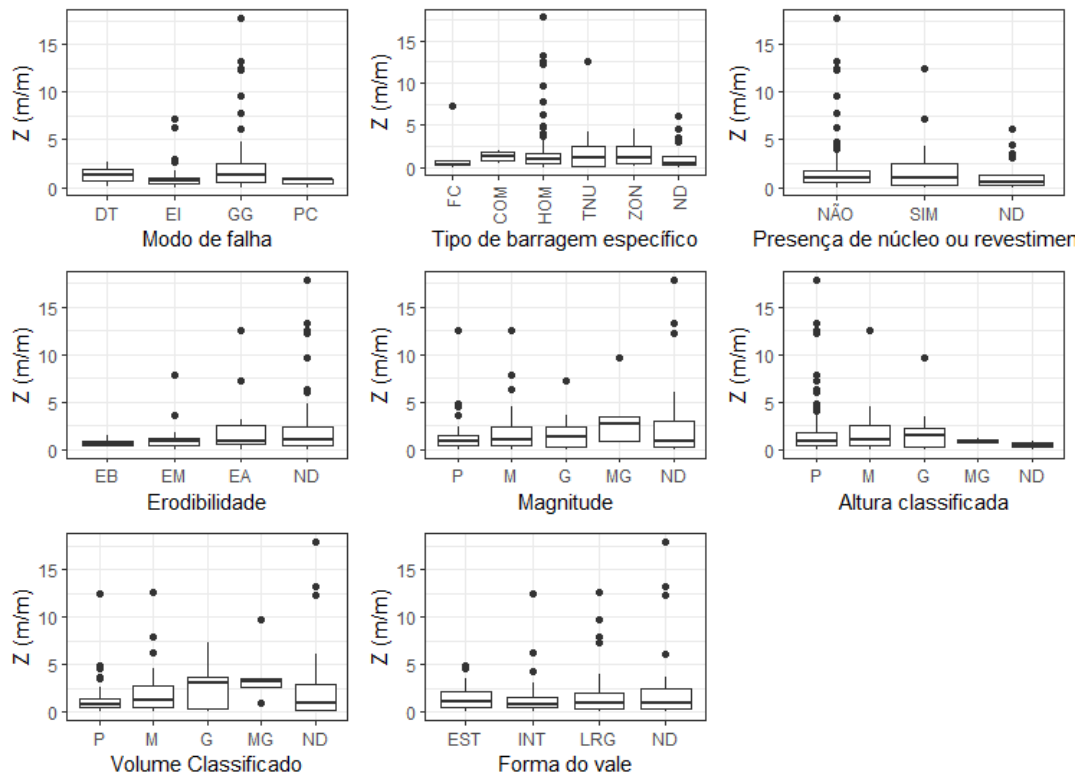 Z (m/m)
15
10
5
0
DT EI GG PC
Modo de falha
Z (m/m)
15
10
5
0
FC COM HOM TNU ZON ND
Tipo de barragem específico
Z (m/m)
15
10
5
0
NÃO SIM ND
Presença de núcleo ou revestimen
Z (m/m)
15
10
5
0
EB EM EA ND
Erodibilidade
Z (m/m)
15
10
5
0
P M G MG ND
Magnitude
Z (m/m)
15
10
5
0
P M G MG ND
Altura classificada
Z (m/m)
15
10
5
0
P M G MG ND
Volume Classificado
Z (m/m)
15
10
5
0
EST INT LRG ND
Forma do vale